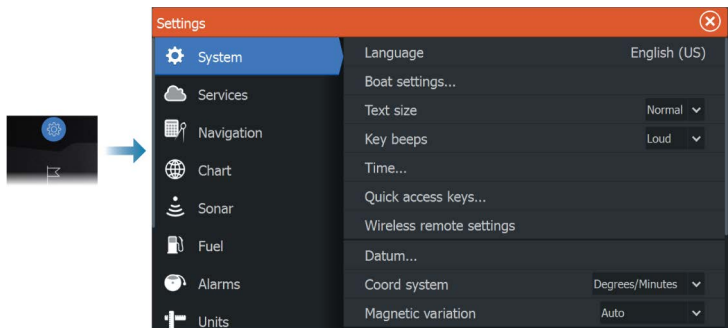 Settings
System
Services
Navigation
Chart
Sonar
Fuel
Alarms
Units
Language English (US)
Boat settings...
Text size Normal
Key beeps Loud
Time...
Quick access keys...
Wireless remote settings
Datum...
Coord system Degrees/Minutes
Magnetic variation Auto